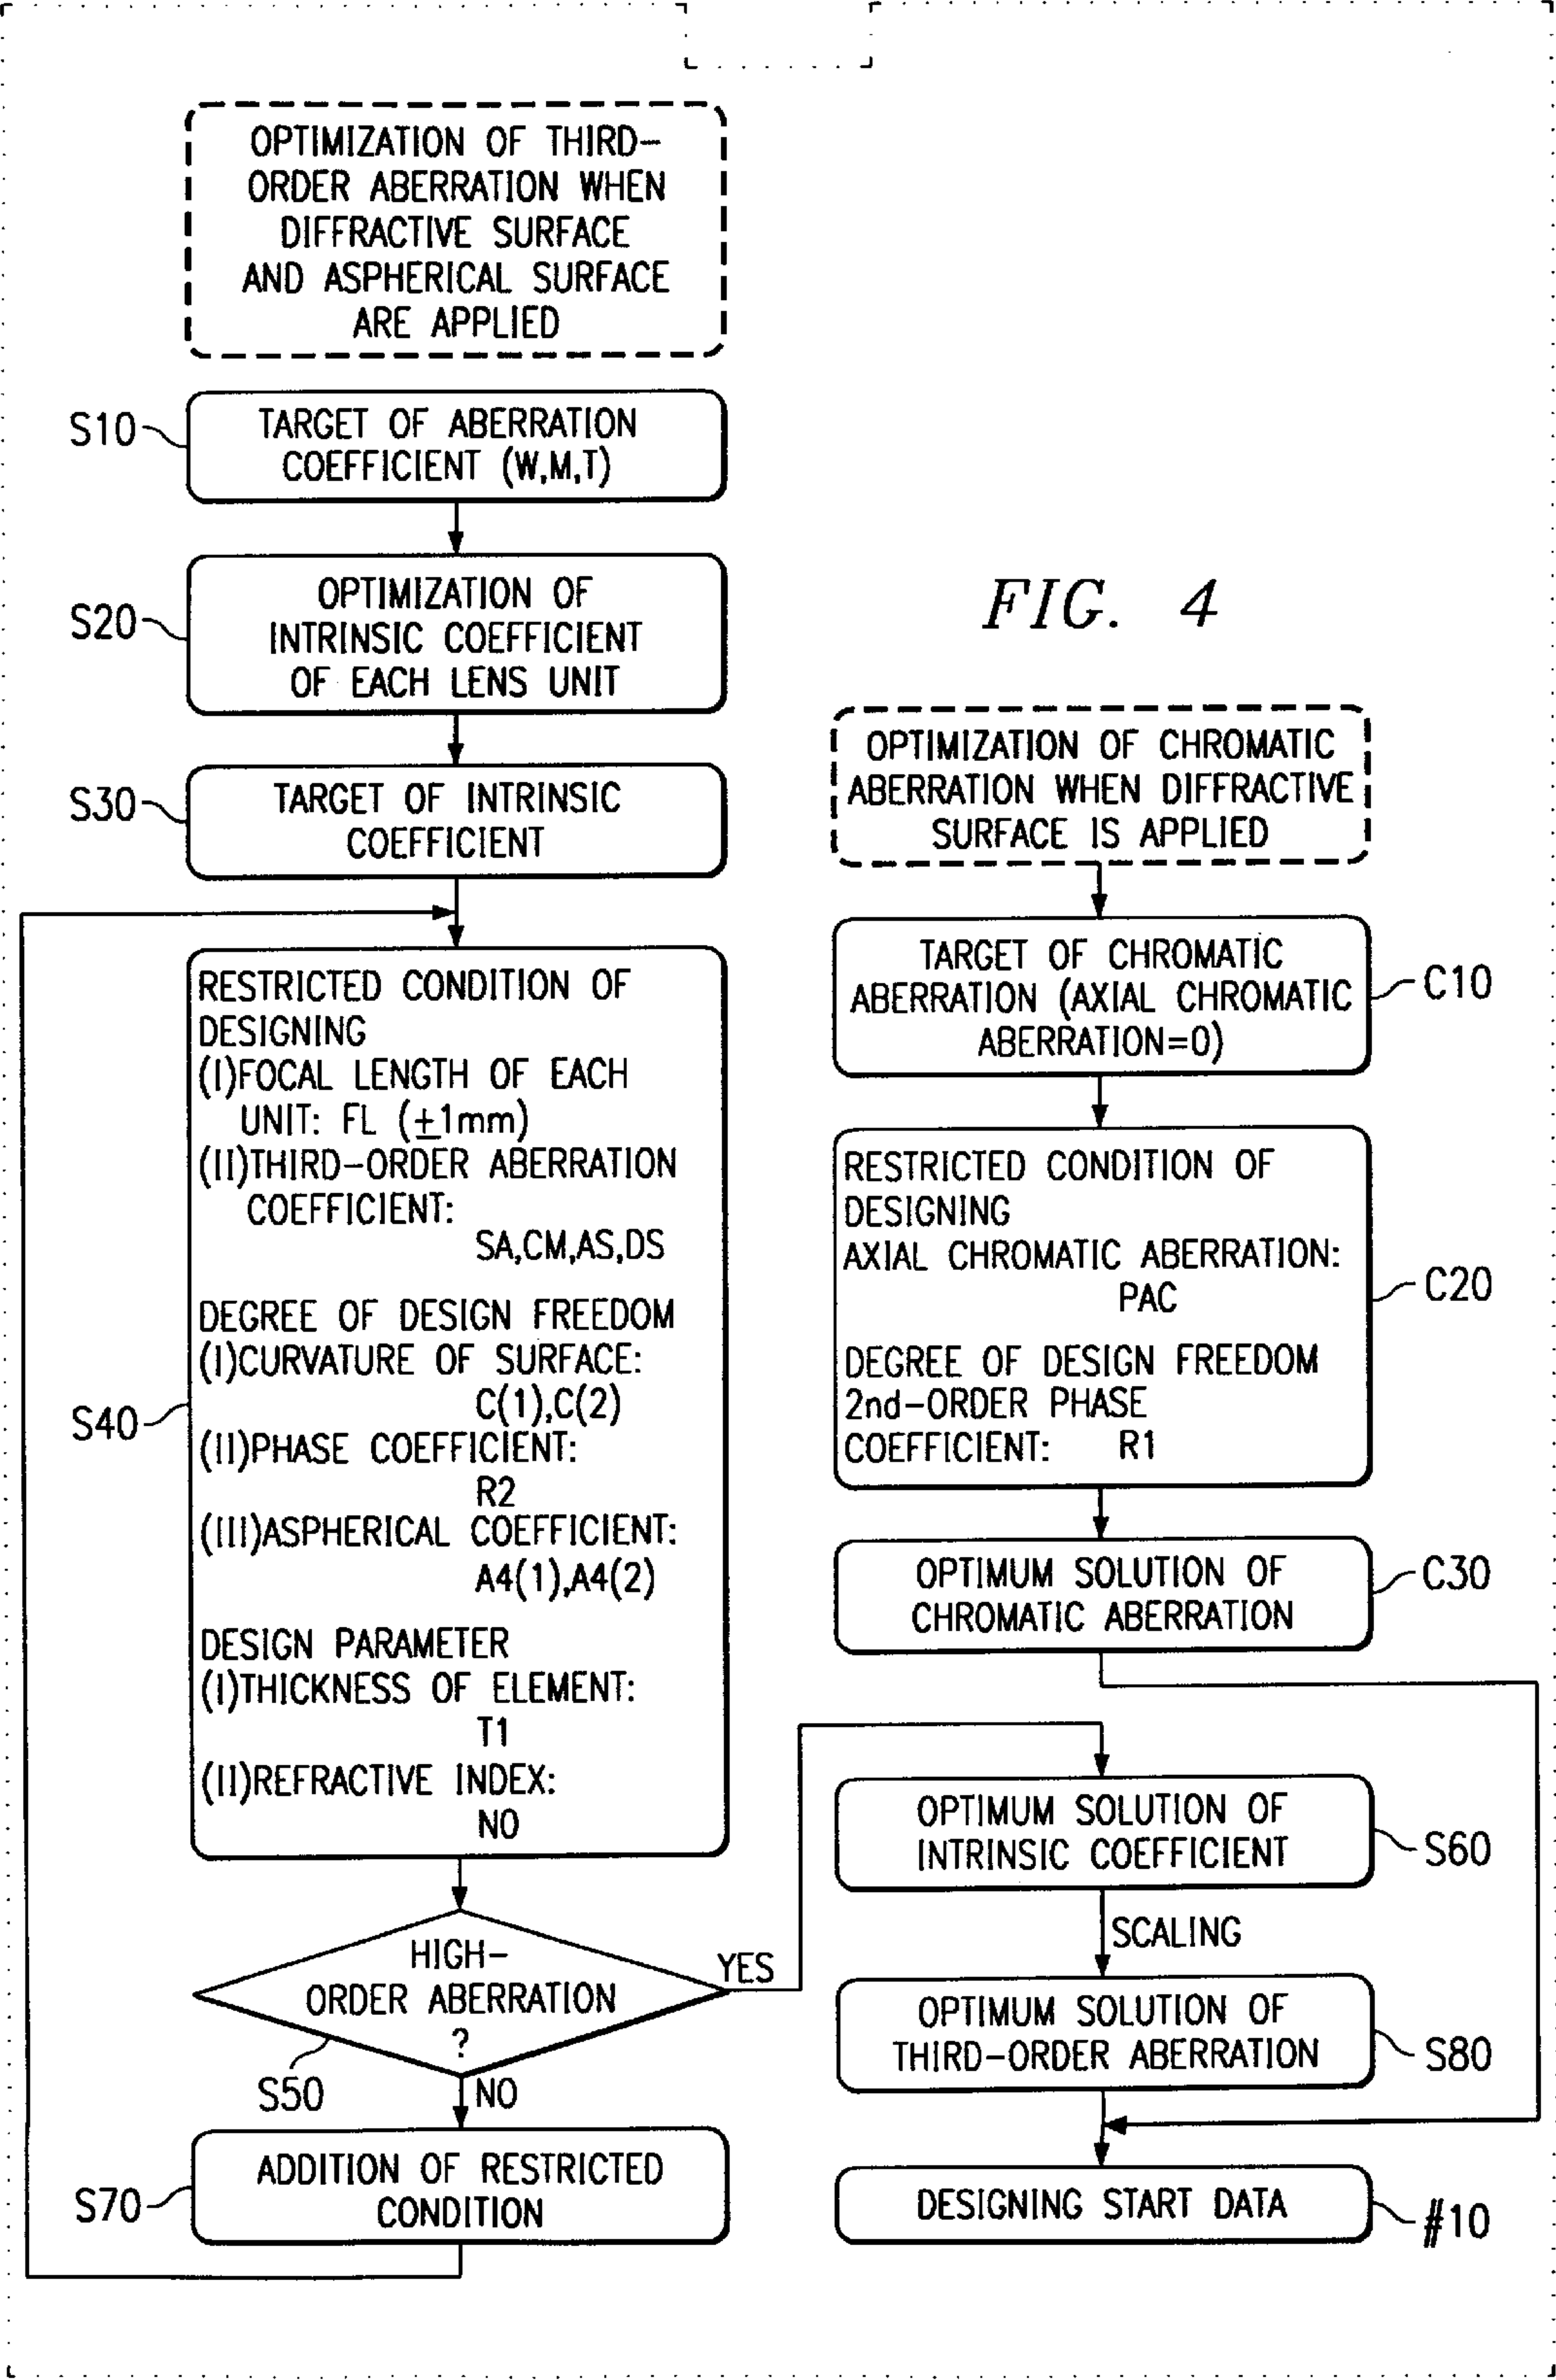 OPTIMIZATION OF THIRD-
ORDER ABERRATION WHEN
DIFFRACTIVE SURFACE
AND ASPHERICAL SURFACE
ARE APPLIED
S10
TARGET OF ABERRATION
COEFFICIENT (W,M,T)
S20
OPTIMIZATION OF
INTRINSIC COEFFICIENT
OF EACH LENS UNIT
S30
TARGET OF INTRINSIC
COEFFICIENT
S40
RESTRICTED CONDITION OF
DESIGNING
(I)FOCAL LENGTH OF EACH
UNIT: FL (±1mm)
(II)THIRD-ORDER ABERRATION
COEFFICIENT:
SA,CM,AS,DS
DEGREE OF DESIGN FREEDOM
(I)CURVATURE OF SURFACE:
C(1),C(2)
(II)PHASE COEFFICIENT:
R2
(III)ASPHERICAL COEFFICIENT:
A4(1),A4(2)
DESIGN PARAMETER
(I)THICKNESS OF ELEMENT:
T1
(II)REFRACTIVE INDEX:
NO
HIGH-
ORDER ABERRATION
?
YES
S50
NO
S70
ADDITION OF RESTRICTED
CONDITION
FIG. 4
OPTIMIZATION OF CHROMATIC
ABERRATION WHEN DIFFRACTIVE
SURFACE IS APPLIED
TARGET OF CHROMATIC
ABERRATION (AXIAL CHROMATIC
ABERRATION=0)
C10
RESTRICTED CONDITION OF
DESIGNING
AXIAL CHROMATIC ABERRATION:
PAC
DEGREE OF DESIGN FREEDOM
2nd-ORDER PHASE
COEFFICIENT: R1
C20
OPTIMUM SOLUTION OF
CHROMATIC ABERRATION
C30
OPTIMUM SOLUTION OF
INTRINSIC COEFFICIENT
S60
SCALING
OPTIMUM SOLUTION OF
THIRD-ORDER ABERRATION
S80
DESIGNING START DATA
#10